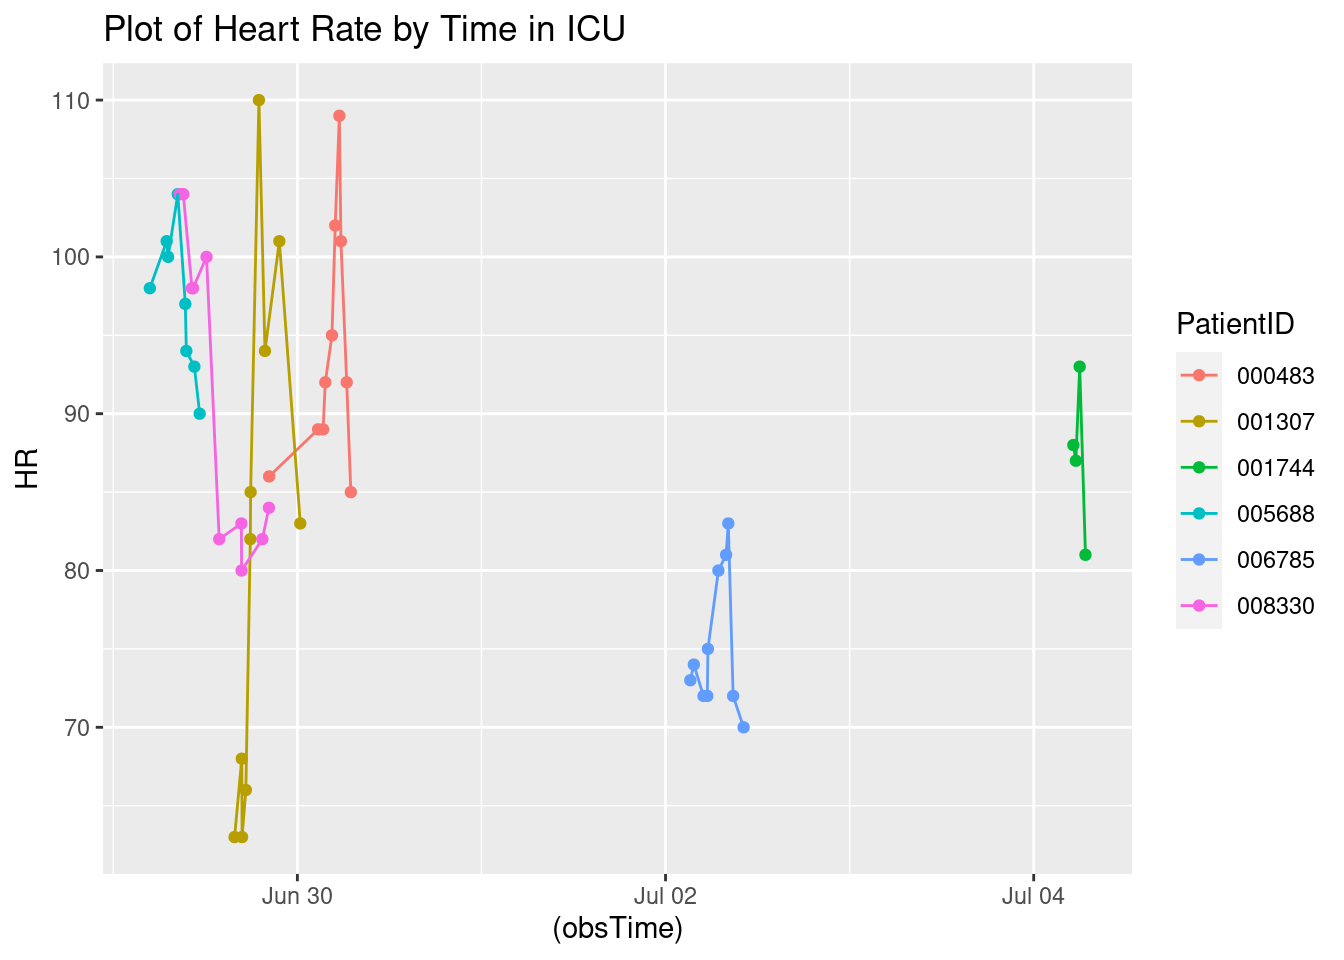 Plot of Heart Rate by Time in ICU
110
100
90
80
70
HR
Jun 30
Jul 02
Jul 04
(obsTime)
PatientID
000483
001307
001744
005688
006785
008330